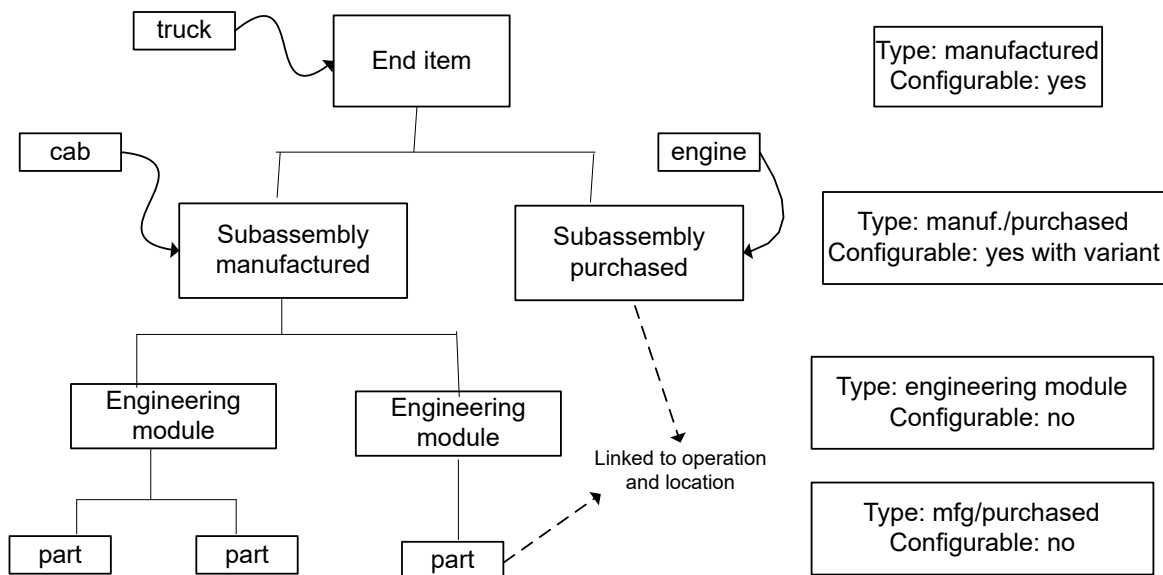 truck
End item
Type: manufactured
Configurable: yes
cab
engine
Subassembly
manufactured
Subassembly
purchased
Type: manuf./purchased
Configurable: yes with variant
Engineering
module
Engineering
module
Type: engineering module
Configurable: no
Linked to operation
and location
part
part
part
Type: mfg/purchased
Configurable: no